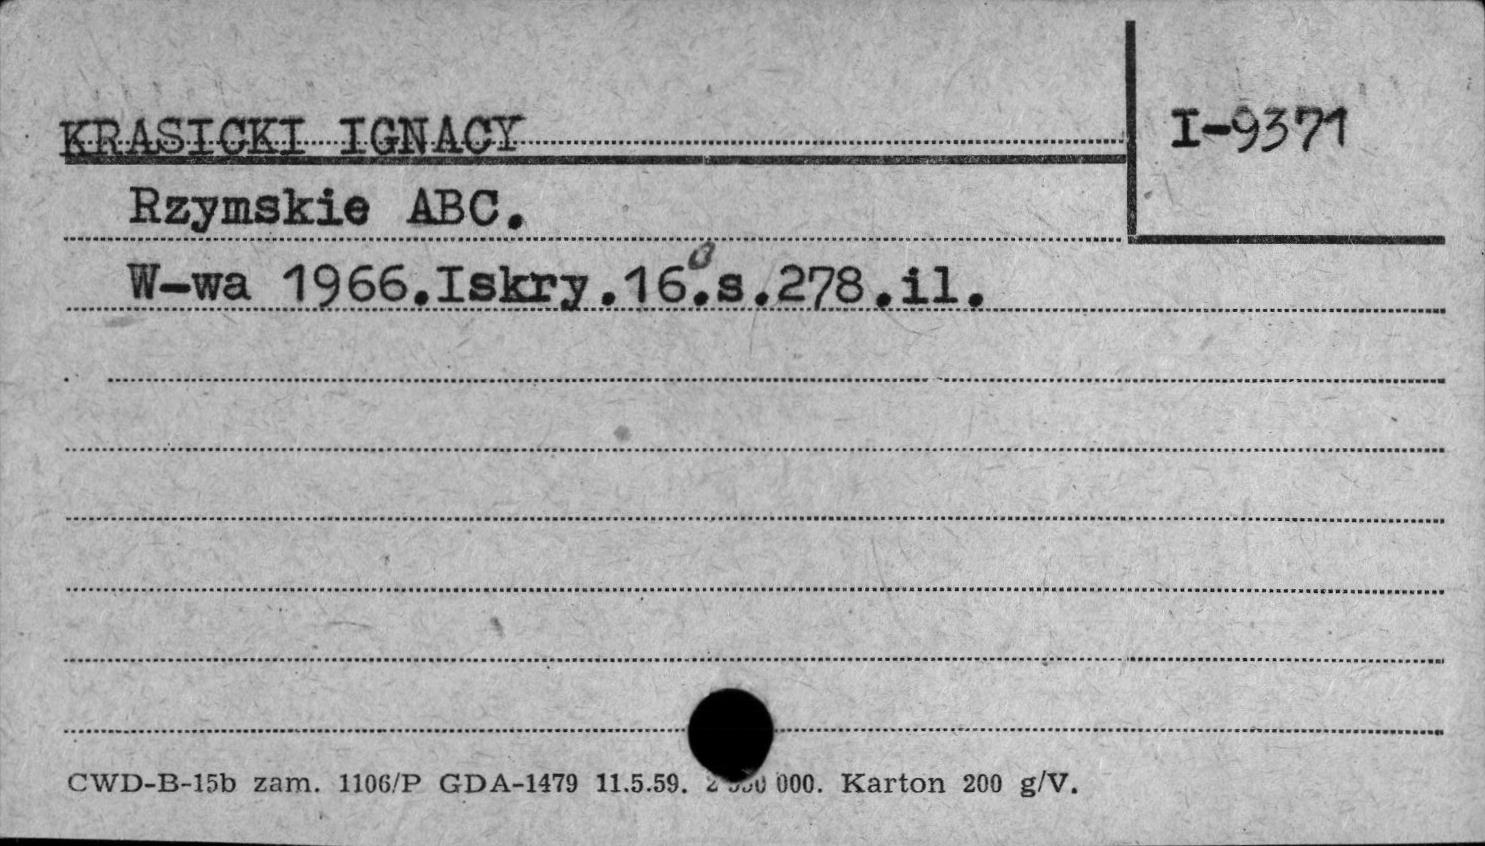 KRASICKI IGNACY
I-9371
Rzymskie ABC.
W-wa 1966.Iskry.16⁰.s.278.il.
CWD-B-15b zam. 1106/P GDA-1479 11.5.59. 000. Karton 200 g/V.